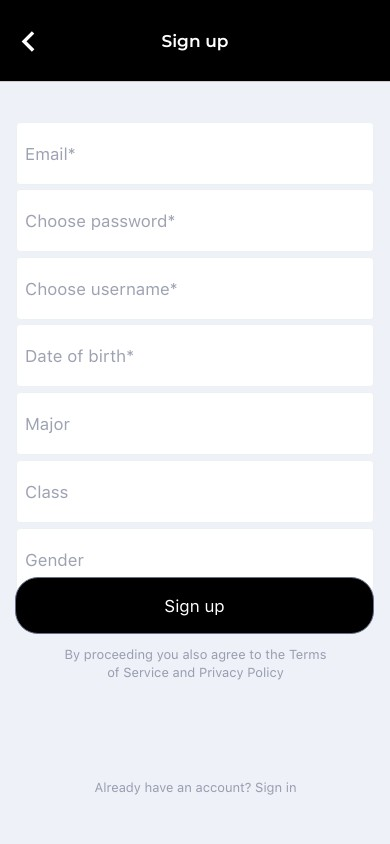 Sign up
Email*
Choose password*
Choose username*
Date of birth*
Major
Class
Gender
Sign up
By proceeding you also agree to the Terms
of Service and Privacy Policy
Already have an account? Sign in